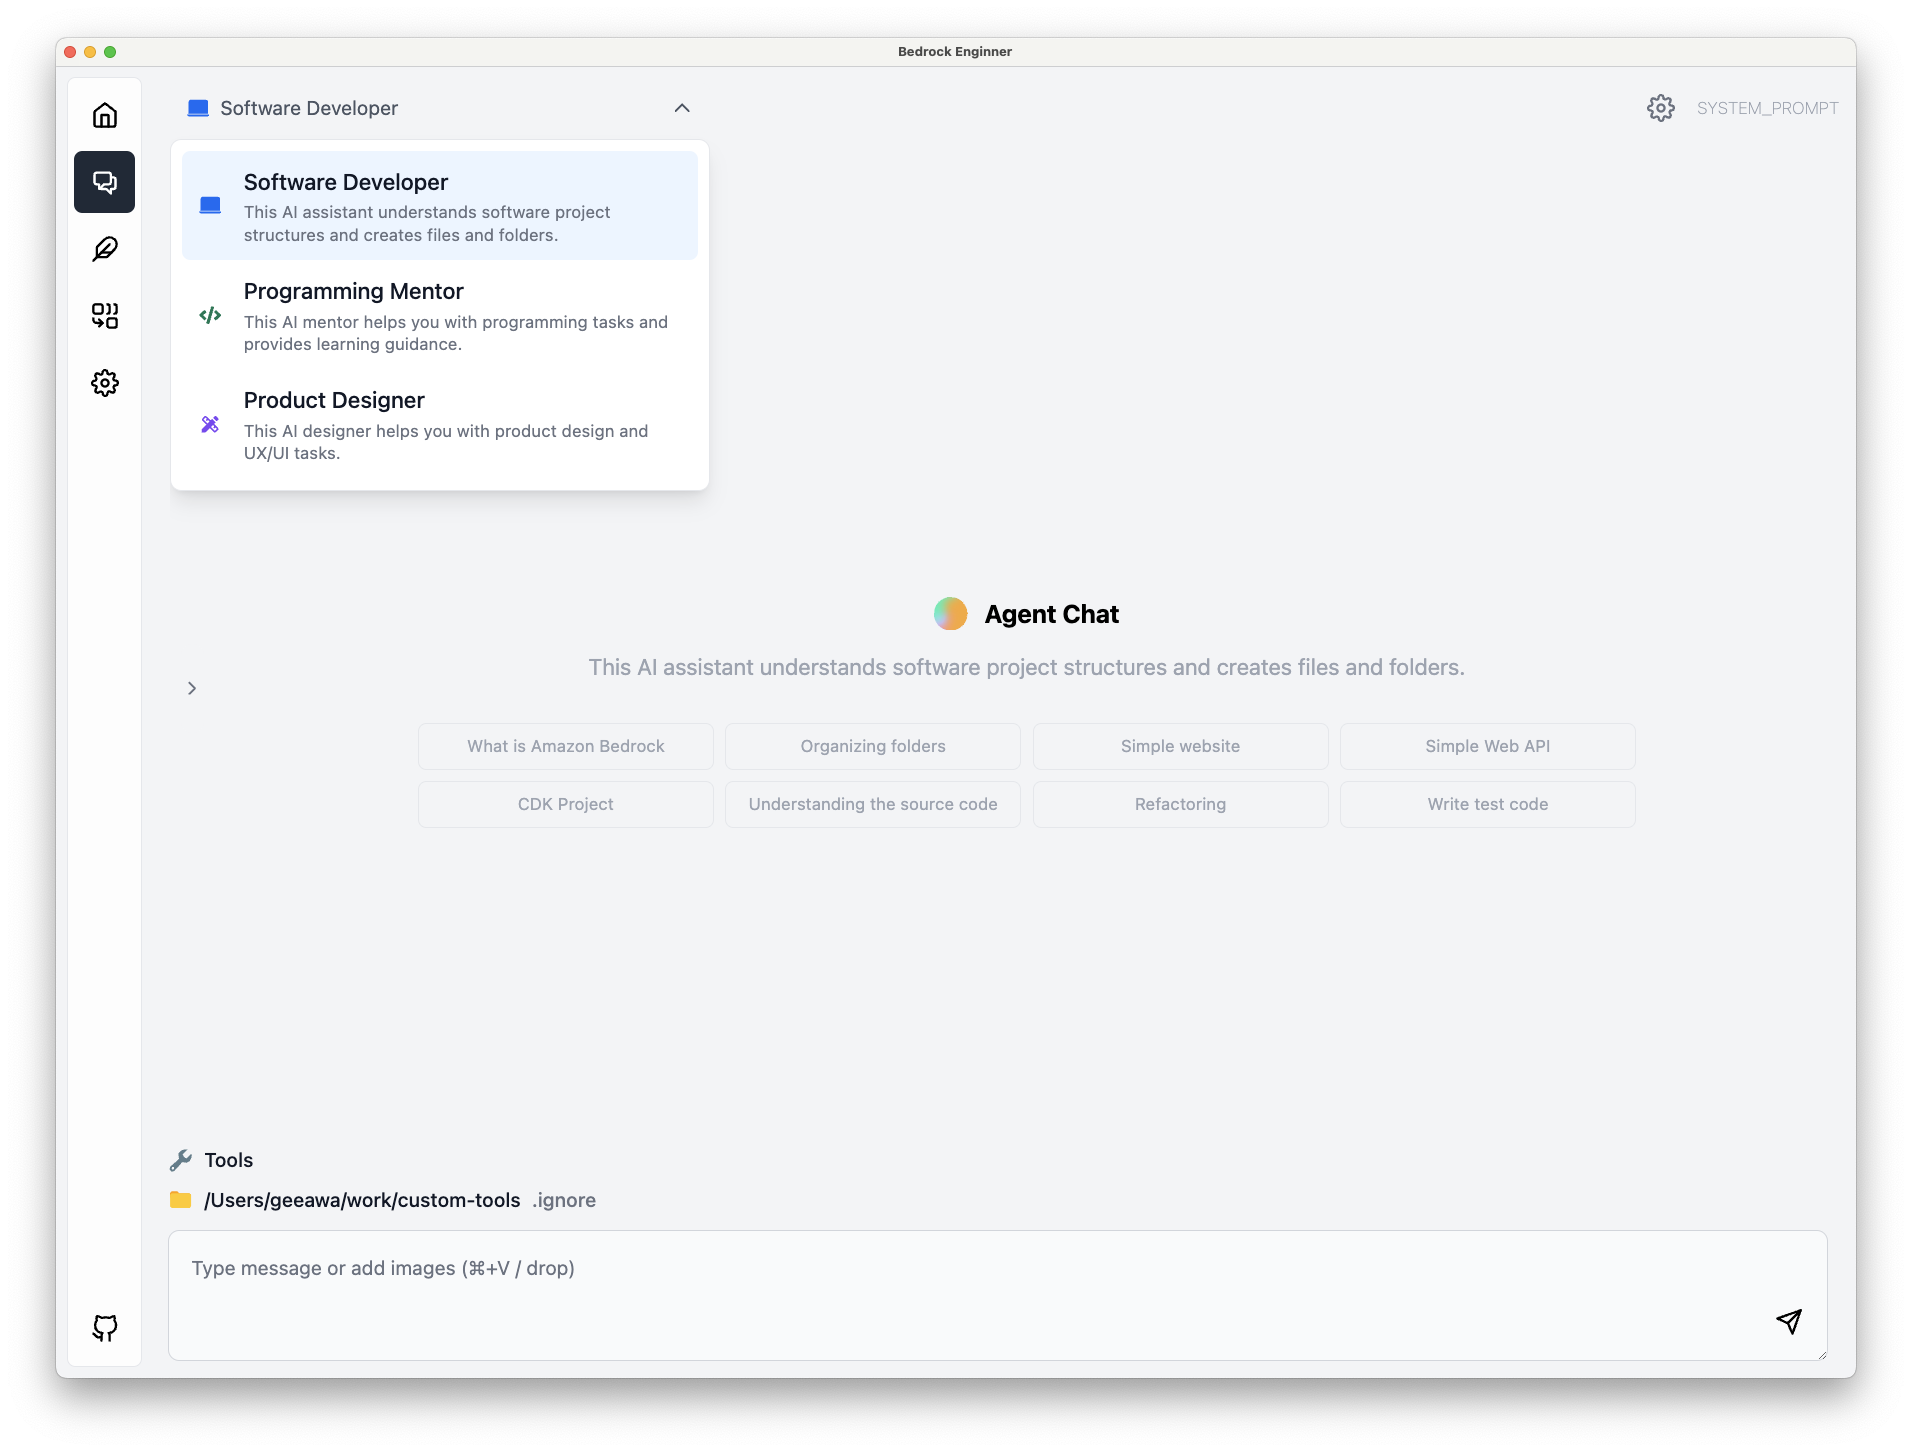 Bedrock Enginner
Software Developer
SYSTEM_PROMPT
Software Developer
This AI assistant understands software project
structures and creates files and folders.
Programming Mentor
This AI mentor helps you with programming tasks and
provides learning guidance.
Product Designer
This AI designer helps you with product design and
UX/UI tasks.
Agent Chat
This AI assistant understands software project structures and creates files and folders.
What is Amazon Bedrock
Organizing folders
Simple website
Simple Web API
CDK Project
Understanding the source code
Refactoring
Write test code
Tools
/Users/geeawa/work/custom-tools .ignore
Type message or add images (⌘+V / drop)